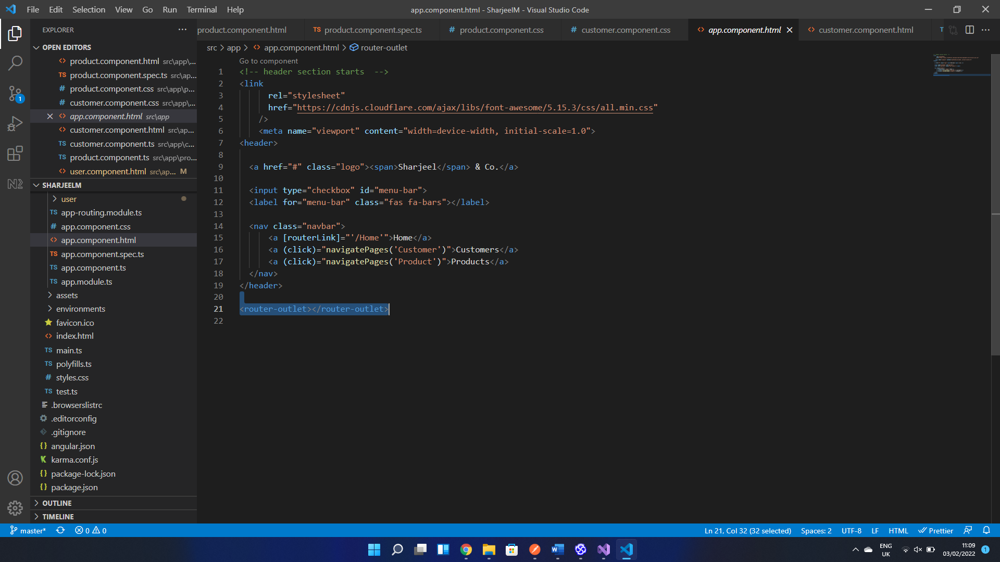 File Edit Selection View Go Run Terminal Help
app.component.html - SharjeelM - Visual Studio Code
EXPLORER
OPEN EDITORS
product.component.html src\app\...
TS product.component.spec.ts src\ap...
# product.component.css src\app\p...
# customer.component.css src\app\...
app.component.html src\app
customer.component.html src\ap...
TS customer.component.ts src\app\c...
TS product.component.ts src\app\pro...
user.component.html src\ap... M
SHARJEELM
user
TS app-routing.module.ts
# app.component.css
app.component.html
TS app.component.spec.ts
TS app.component.ts
TS app.module.ts
assets
environments
favicon.ico
index.html
TS main.ts
TS polyfills.ts
# styles.css
TS test.ts
.browserslistrc
.editorconfig
.gitignore
{} angular.json
K karma.conf.js
{} package-lock.json
{} package.json
OUTLINE
TIMELINE
product.component.html TS product.component.spec.ts # product.component.css # customer.component.css app.component.html customer.component.html T
src > app > app.component.html > router-outlet
Go to component
1 <!-- header section starts  -->
2 <link
3 rel="stylesheet"
4 href="https://cdnjs.cloudflare.com/ajax/libs/font-awesome/5.15.3/css/all.min.css"
5 />
6 <meta name="viewport" content="width=device-width, initial-scale=1.0">
7 <header>
8
9 <a href="#" class="logo"><span>Sharjeel</span> & Co.</a>
10
11 <input type="checkbox" id="menu-bar">
12 <label for="menu-bar" class="fas fa-bars"></label>
13
14 <nav class="navbar">
15 <a [routerLink]="'/Home'">Home</a>
16 <a (click)="navigatePages('Customer')">Customers</a>
17 <a (click)="navigatePages('Product')">Products</a>
18 </nav>
19 </header>
20
21 <router-outlet></router-outlet>
22
1
master* 0 0
Ln 21, Col 32 (32 selected) Spaces: 2 UTF-8 LF HTML Prettier
ENG
UK
11:09
03/02/2022
1